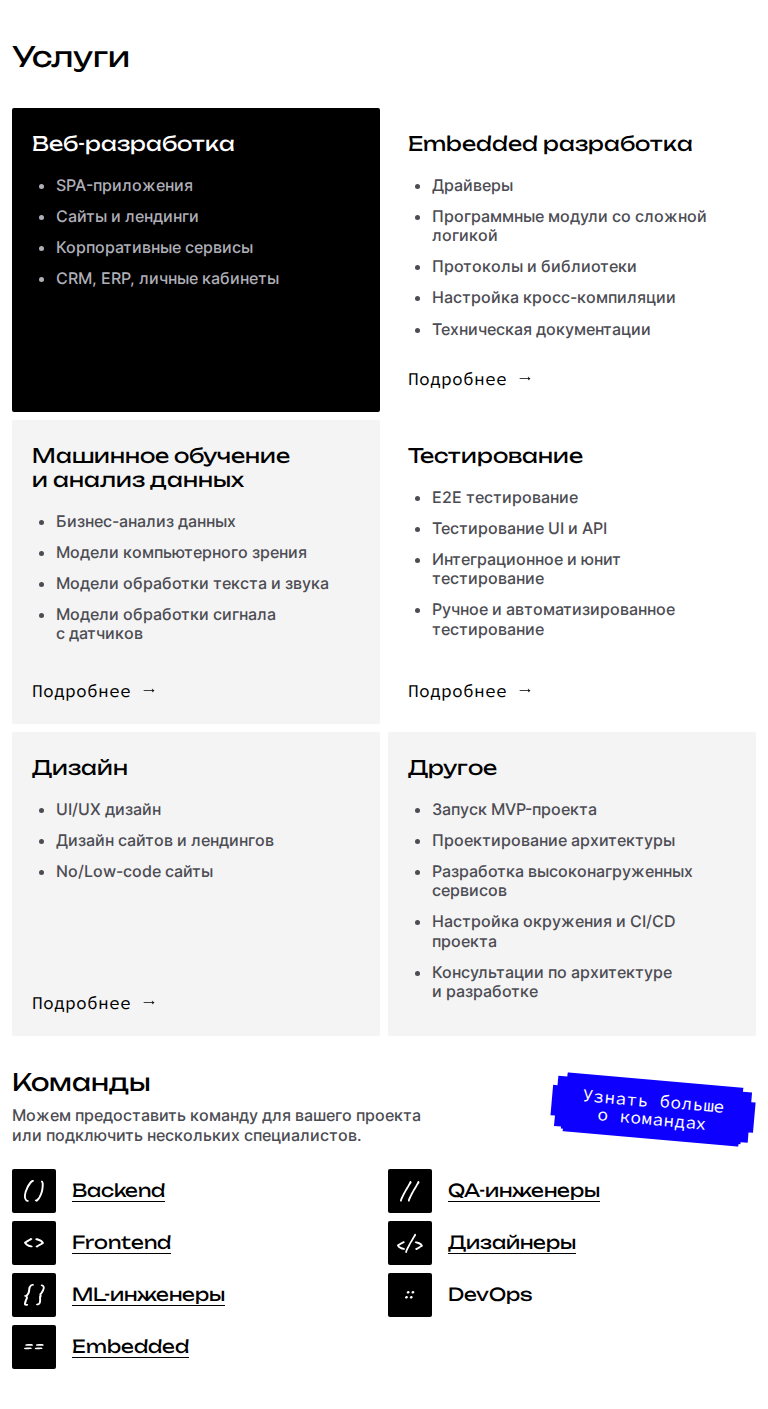 Услуги
Веб-разработка
SPA-приложения
Сайты и лендинги
Корпоративные сервисы
CRM, ERP, личные кабинеты
Embedded разработка
Драйверы
Программные модули со сложной
логикой
Протоколы и библиотеки
Настройка кросс-компиляции
Техническая документация
Подробнее →
Машинное обучение
и анализ данных
Бизнес-анализ данных
Модели компьютерного зрения
Модели обработки текста и звука
Модели обработки сигнала
с датчиков
Подробнее →
Тестирование
E2E тестирование
Тестирование UI и API
Интеграционное и юнит
тестирование
Ручное и автоматизированное
тестирование
Подробнее →
Дизайн
UI/UX дизайн
Дизайн сайтов и лендингов
No/Low-code сайты
Подробнее →
Другое
Запуск MVP-проекта
Проектирование архитектуры
Разработка высоконагруженных
сервисов
Настройка окружения и CI/CD
проекта
Консультации по архитектуре
и разработке
Команды
Можем предоставить команду для вашего проекта
или подключить нескольких специалистов.
Узнать больше
о командах
() Backend
<> Frontend
{} ML-инженеры
== Embedded
// QA-инженеры
</> Дизайнеры
:: DevOps